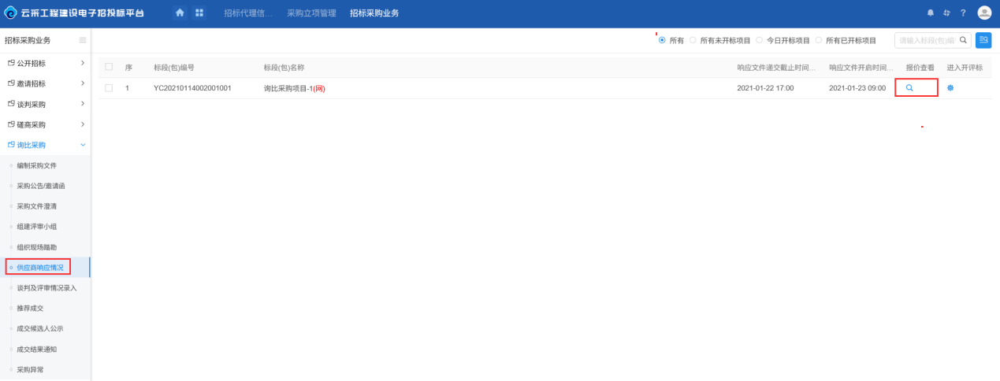 云采工程建设电子招投标平台 招标代理信... 采购立项管理 招标采购业务 ?
招标采购业务 所有 所有未开标项目 今日开标项目 所有已开标项目 请输入标段(包)编
公开招标
邀请招标
谈判采购
磋商采购
询比采购
编制采购文件
采购公告/邀请函
采购文件澄清
组建评审小组
组织现场踏勘
供应商响应情况
谈判及评审情况录入
推荐成交
成交候选人公示
成交结果通知
采购异常
序 标段(包)编号 标段(包)名称 响应文件递交截止时间... 响应文件开启时间... 报价查看 进入开评标
1 YC20210114002001001 询比采购项目-1(网) 2021-01-22 17:00 2021-01-23 09:00